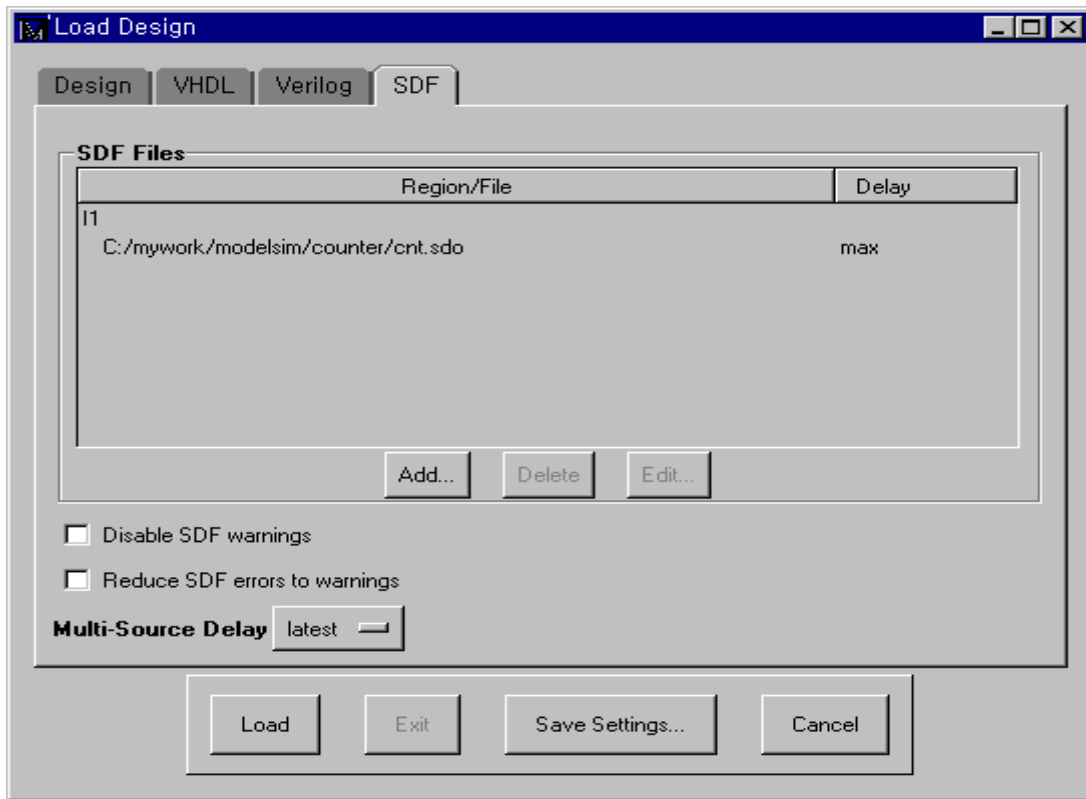 Load Design
Design VHDL Verilog SDF
SDF Files
Region/File Delay
I1
C:/mywork/modelsim/counter/cnt.sdo max
Add... Delete Edit...
Disable SDF warnings
Reduce SDF errors to warnings
Multi-Source Delay latest
Load Exit Save Settings... Cancel